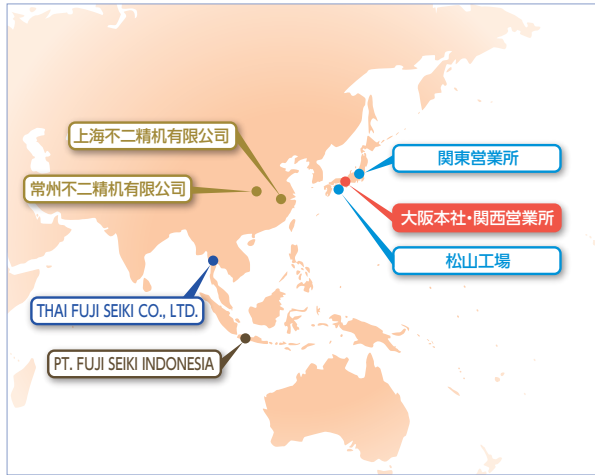 上海不二精机有限公司
常州不二精机有限公司
THAI FUJI SEIKI CO., LTD.
PT. FUJI SEIKI INDONESIA
関東営業所
大阪本社・関西営業所
松山工場